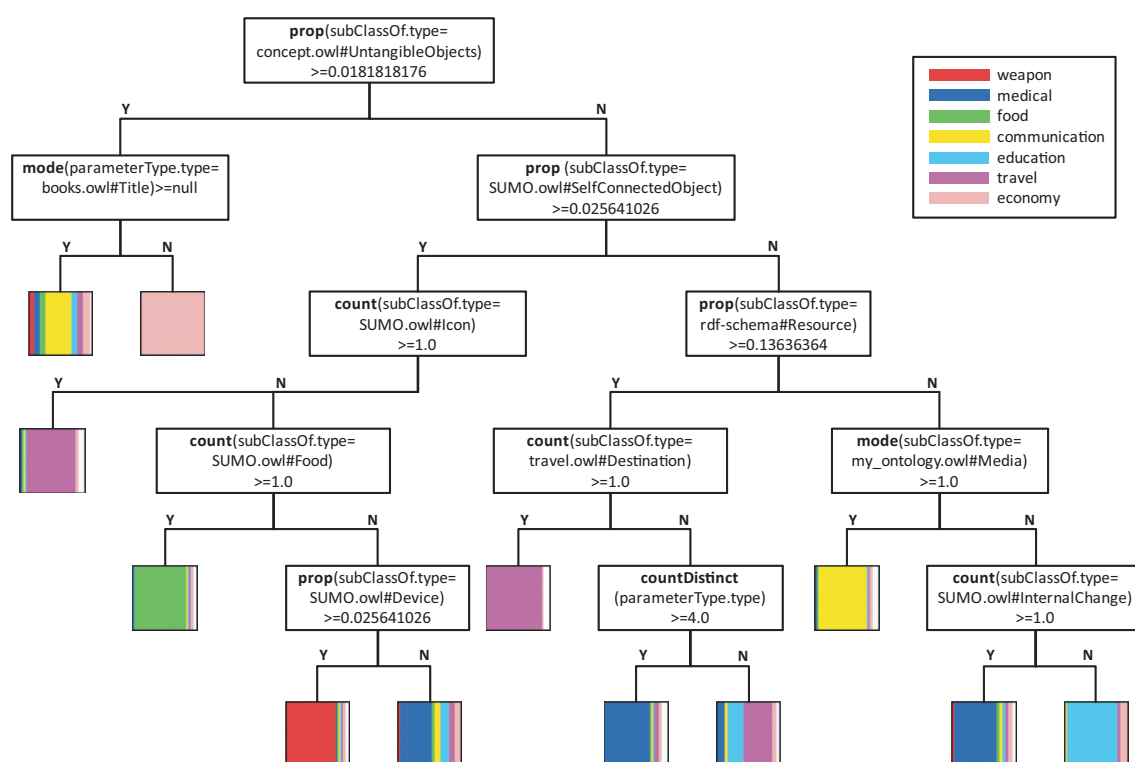 prop(subClassOf.type=
concept.owl#UntangibleObjects)
>=0.0181818176
weapon
medical
food
communication
education
travel
economy
Y
N
mode(parameterType.type=
books.owl#Title)>=null
prop (subClassOf.type=
SUMO.owl#SelfConnectedObject)
>=0.025641026
Y
N
Y
N
count(subClassOf.type=
SUMO.owl#Icon)
>=1.0
prop(subClassOf.type=
rdf-schema#Resource)
>=0.13636364
Y
N
Y
N
count(subClassOf.type=
SUMO.owl#Food)
>=1.0
count(subClassOf.type=
travel.owl#Destination)
>=1.0
mode(subClassOf.type=
my_ontology.owl#Media)
>=1.0
Y
N
Y
N
Y
N
prop(subClassOf.type=
SUMO.owl#Device)
>=0.025641026
countDistinct
(parameterType.type)
>=4.0
count(subClassOf.type=
SUMO.owl#InternalChange)
>=1.0
Y
N
Y
N
Y
N